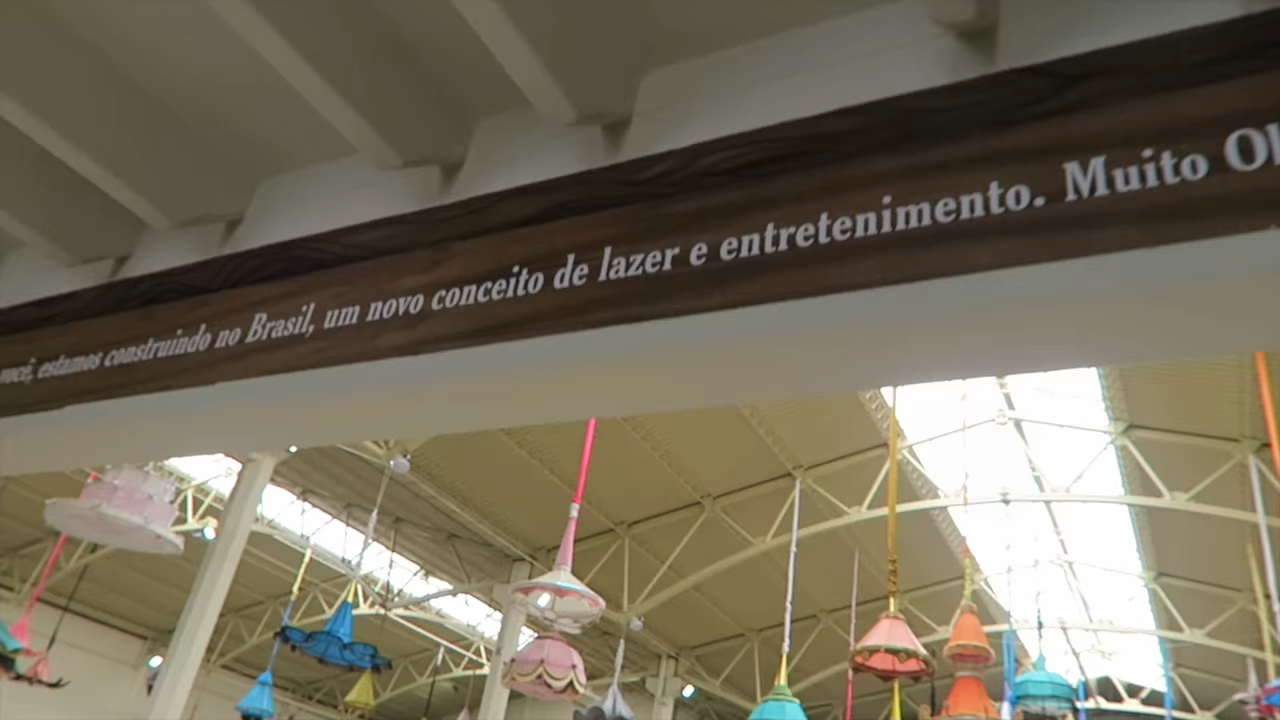 você, estamos construindo no Brasil, um novo conceito de lazer e entretenimento. Muito